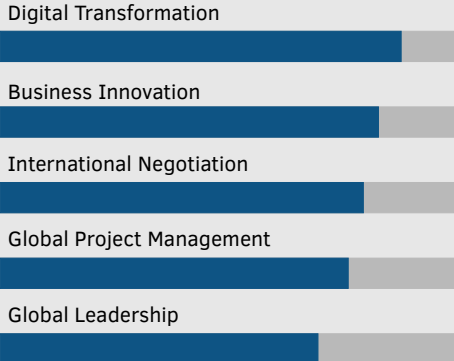 Digital Transformation
Business Innovation
International Negotiation
Global Project Management
Global Leadership